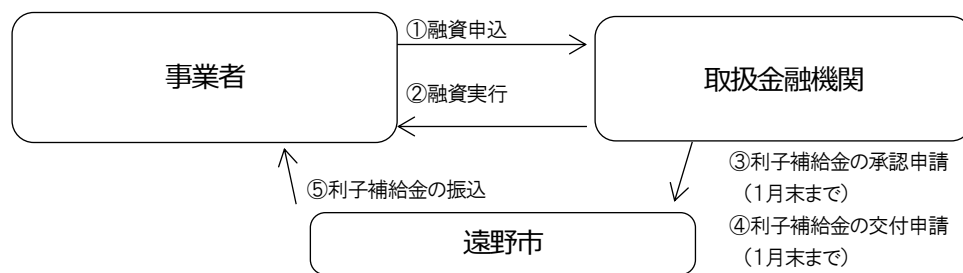 ①融資申込
事業者
取扱金融機関
②融資実行
③利子補給金の承認申請
（1月末まで）
⑤利子補給金の振込
④利子補給金の交付申請
（1月末まで）
遠野市